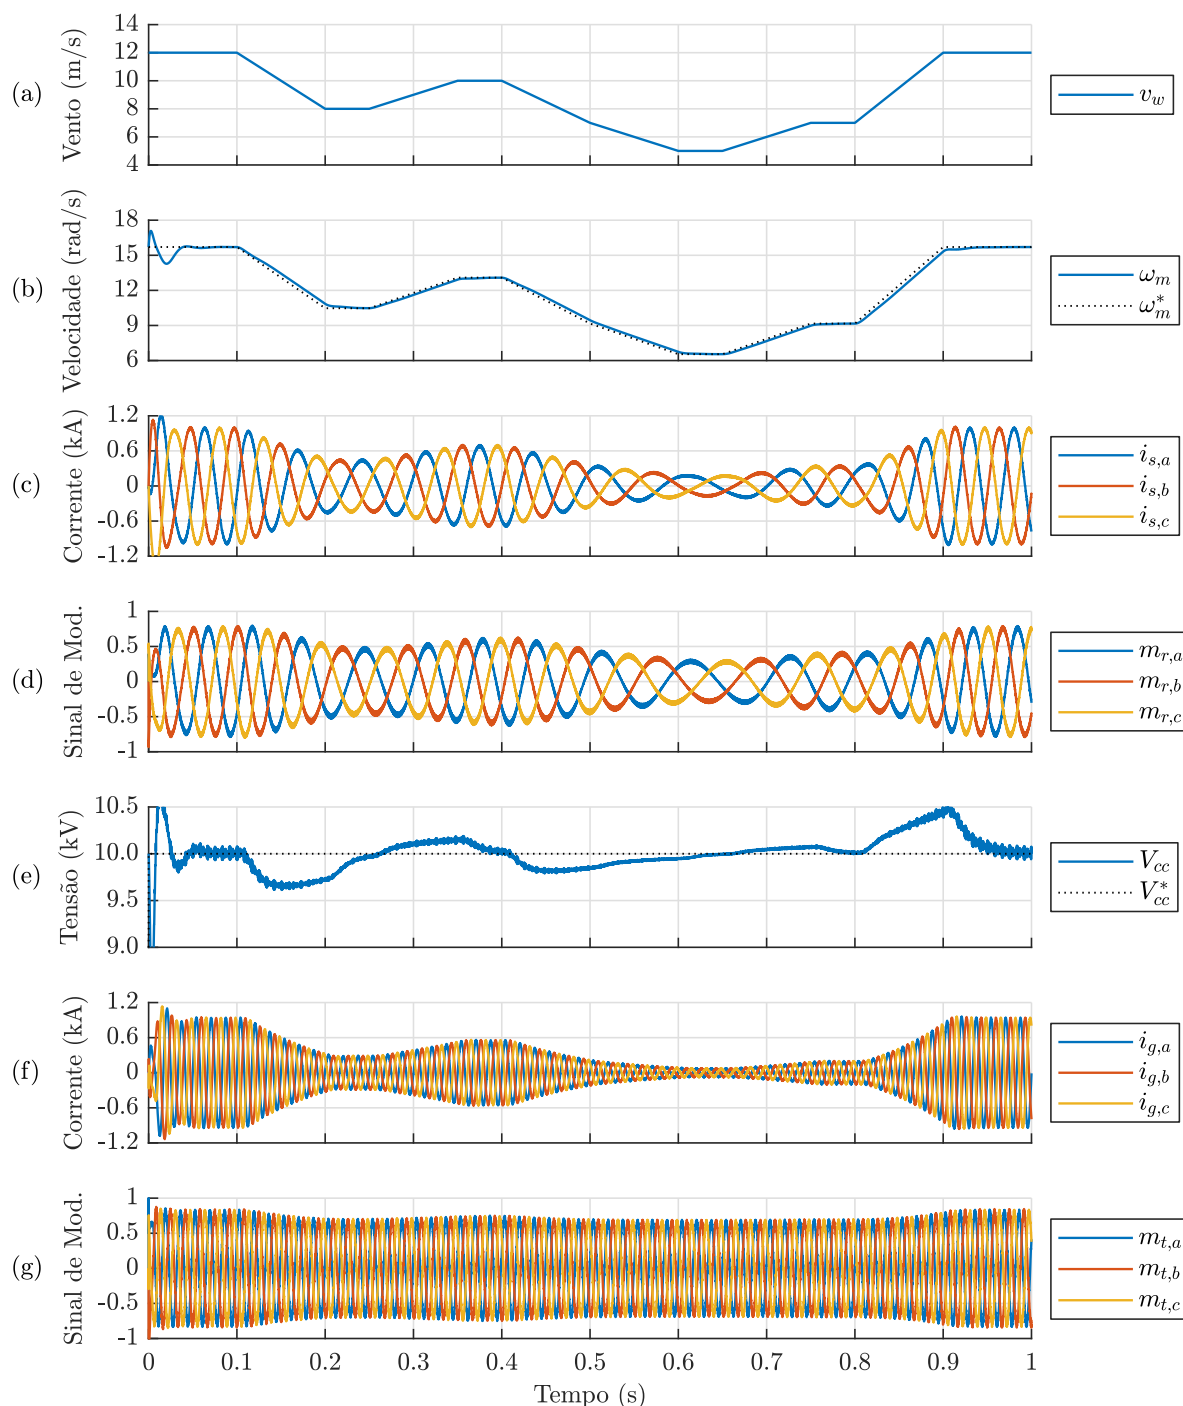 (a)
Vento (m/s)
14
12
10
8
6
4
v_w
(b)
Velocidade (rad/s)
18
15
12
9
6
ω_m
ω_m^*
(c)
Corrente (kA)
1.2
0.6
0
-0.6
-1.2
i_{s,a}
i_{s,b}
i_{s,c}
(d)
Sinal de Mod.
1
0.5
0
-0.5
-1
m_{r,a}
m_{r,b}
m_{r,c}
(e)
Tensão (kV)
10.5
10.0
9.5
9.0
V_{cc}
V_{cc}^*
(f)
Corrente (kA)
1.2
0.6
0
-0.6
-1.2
i_{g,a}
i_{g,b}
i_{g,c}
(g)
Sinal de Mod.
1
0.5
0
-0.5
-1
m_{t,a}
m_{t,b}
m_{t,c}
0 0.1 0.2 0.3 0.4 0.5 0.6 0.7 0.8 0.9 1
Tempo (s)